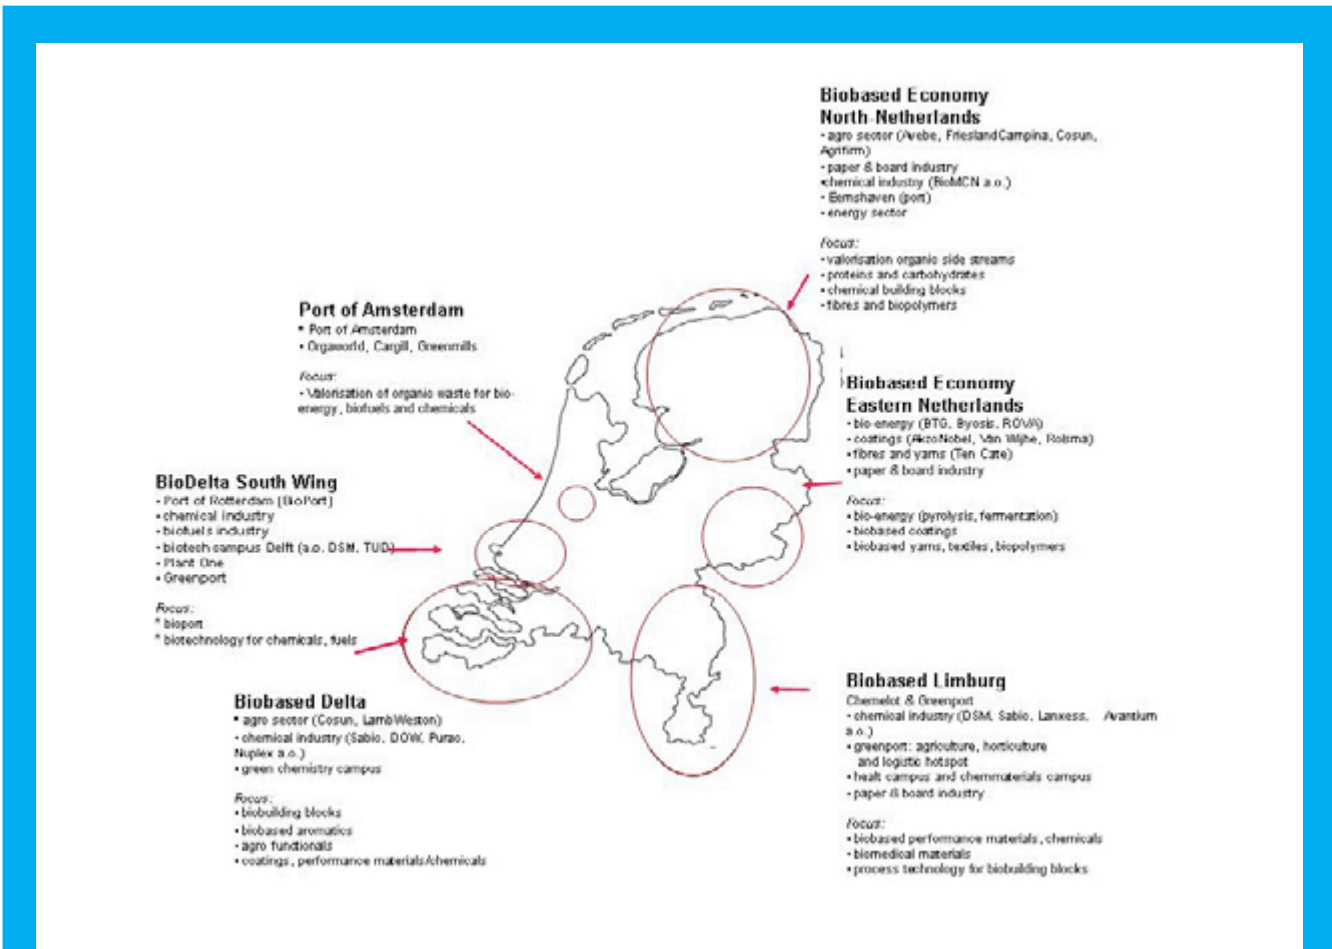 Biobased Economy
North-Netherlands
• agro sector (Avebe, FrieslandCampina, Cosun,
Agrifirm)
• paper & board industry
• chemical industry (BioMCN a.o.)
• Eemshaven (port)
• energy sector
Focus:
• valorisation organic side streams
• proteins and carbohydrates
• chemical building blocks
• fibres and biopolymers
Port of Amsterdam
• Port of Amsterdam
• Orgaworld, Cargill, Greenmills
Focus:
• Valorisation of organic waste for bio-
energy, biofuels and chemicals
Biobased Economy
Eastern Netherlands
• bio-energy (BTG, Byosis, ROVA)
• coatings (AkzoNobel, Van Wijhe, Rolsma)
• fibres and yarns (Ten Cate)
• paper & board industry
Focus:
• bio-energy (pyrolysis, fermentation)
• biobased coatings
• biobased yarns, textiles, biopolymers
BioDelta South Wing
• Port of Rotterdam (BioPort)
• chemical industry
• biofuels industry
• biotech campus Delft (a.o. DSM, TUD)
• Plant One
• Greenport
Focus:
* bioport
* biotechnology for chemicals, fuels
Biobased Delta
• agro sector (Cosun, LambWeston)
• chemical industry (Sabic, DOW, Purac,
Nuplex a.o.)
• green chemistry campus
Focus:
• biobuilding blocks
• biobased aromatics
• agro functionals
• coatings, performance materials/chemicals
Biobased Limburg
Chemelot & Greenport
• chemical industry (DSM, Sabic, Lanxess, Avantium
a.o.)
• greenport: agriculture, horticulture
and logistic hotspot
• healt campus and chemmaterials campus
• paper & board industry
Focus:
• biobased performance materials, chemicals
• biomedical materials
• process technology for biobuilding blocks